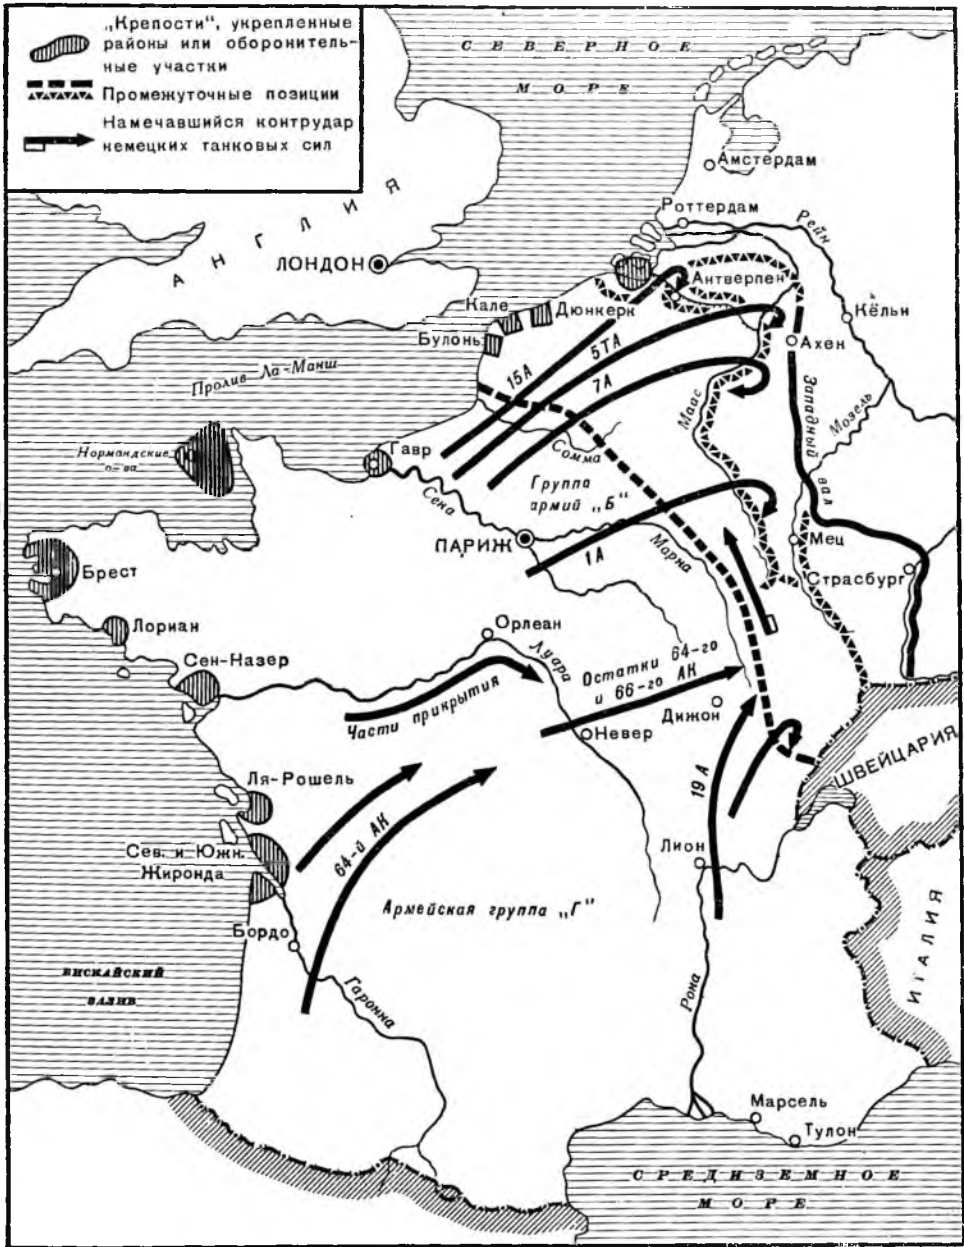 „Крепости“, укрепленные
районы или оборонитель-
ные участки
Промежуточные позиции
Намечавшийся контрудар
немецких танковых сил
СЕВЕРНОЕ
МОРЕ
Амстердам
АНГЛИЯ
Роттердам
Рейн
ЛОНДОН
Антверпен
Кале
Дюнкерк
Кёльн
Булонь
5ТА
Ахен
Пролив Ла-Манш
15А
7А
Западный
вал
Маас
Мозель
Нормандские
о-ва
Гавр
Сомма
Сена
Группа
армий „Б“
ПАРИЖ
Марна
Мец
1А
Брест
Страсбург
Лориан
Орлеан
Сен-Назер
Луара
Остатки 64-го
и 66-го АК
Части прикрытия
Дижон
Невер
ШВЕЙЦАРИЯ
Ля-Рошель
19А
64-й АК
Сев. и Южн.
Жиронда
Лион
Армейская группа „Г“
Бордо
ИТАЛИЯ
БИСКАЙСКИЙ
ЗАЛИВ
Гаронна
Рона
Марсель
Тулон
СРЕДИЗЕМНОЕ
МОРЕ